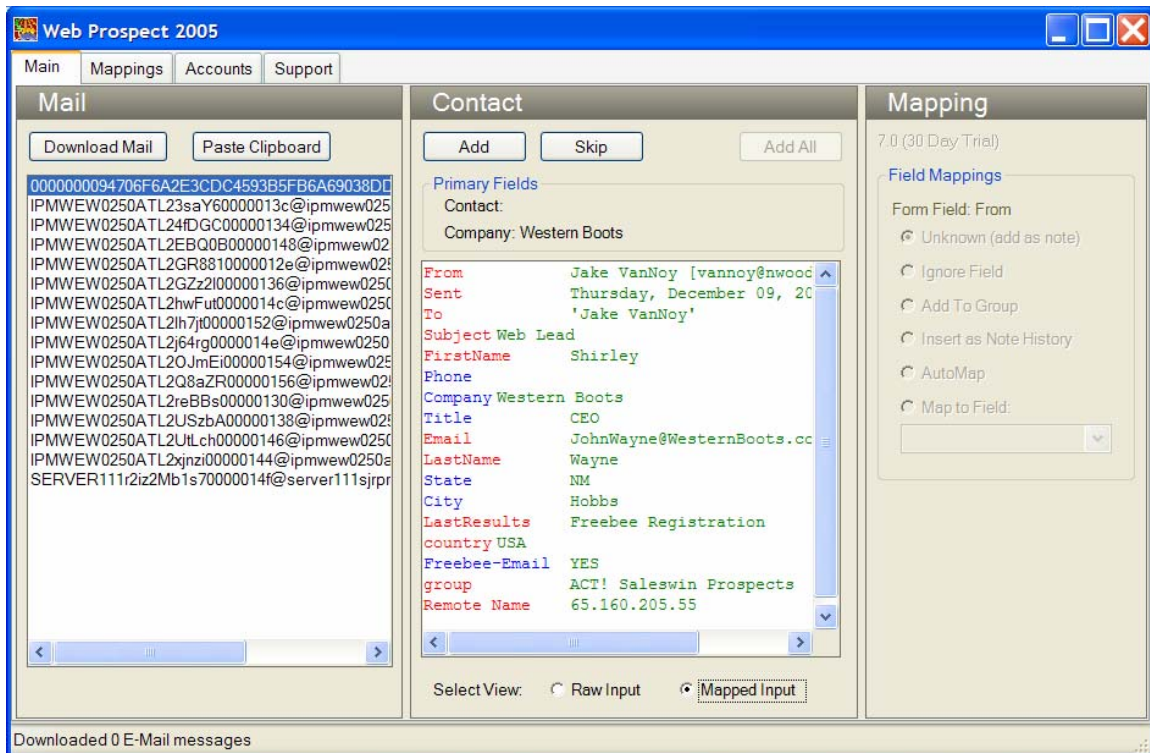 Web Prospect 2005
Main Mappings Accounts Support
Mail
Download Mail Paste Clipboard
0000000094706F6A2E3CDC4593B5FB6A69038DD
IPMWEW0250ATL23saY60000013c@ipmwew025
IPMWEW0250ATL24fDGC00000134@ipmwew025
IPMWEW0250ATL2EBQ0B00000148@ipmwew02
IPMWEW0250ATL2GR8810000012e@ipmwew025
IPMWEW0250ATL2GZz2l00000136@ipmwew0250
IPMWEW0250ATL2hwFut0000014c@ipmwew0250
IPMWEW0250ATL2lh7jt00000152@ipmwew0250a
IPMWEW0250ATL2j64rg0000014e@ipmwew0250
IPMWEW0250ATL2OJmEi00000154@ipmwew0250
IPMWEW0250ATL2Q8aZR00000156@ipmwew025
IPMWEW0250ATL2reBBs00000130@ipmwew0250
IPMWEW0250ATL2USzbA00000138@ipmwew025
IPMWEW0250ATL2UtLch00000146@ipmwew0250
IPMWEW0250ATL2xjnzi00000144@ipmwew0250a
SERVER111r2iz2Mb1s70000014f@server111sjrpr
Contact
Add Skip Add All
Primary Fields
Contact:
Company: Western Boots
From Jake VanNoy [vannoy@nwood
Sent Thursday, December 09, 20
To 'Jake VanNoy'
Subject Web Lead
FirstName Shirley
Phone
Company Western Boots
Title CEO
Email JohnWayne@WesternBoots.cc
LastName Wayne
State NM
City Hobbs
LastResults Freebee Registration
country USA
Freebee-Email YES
group ACT! Saleswin Prospects
Remote Name 65.160.205.55
Select View: Raw Input Mapped Input
Mapping
7.0 (30 Day Trial)
Field Mappings
Form Field: From
Unknown (add as note)
Ignore Field
Add To Group
Insert as Note History
AutoMap
Map to Field:
Downloaded 0 E-Mail messages